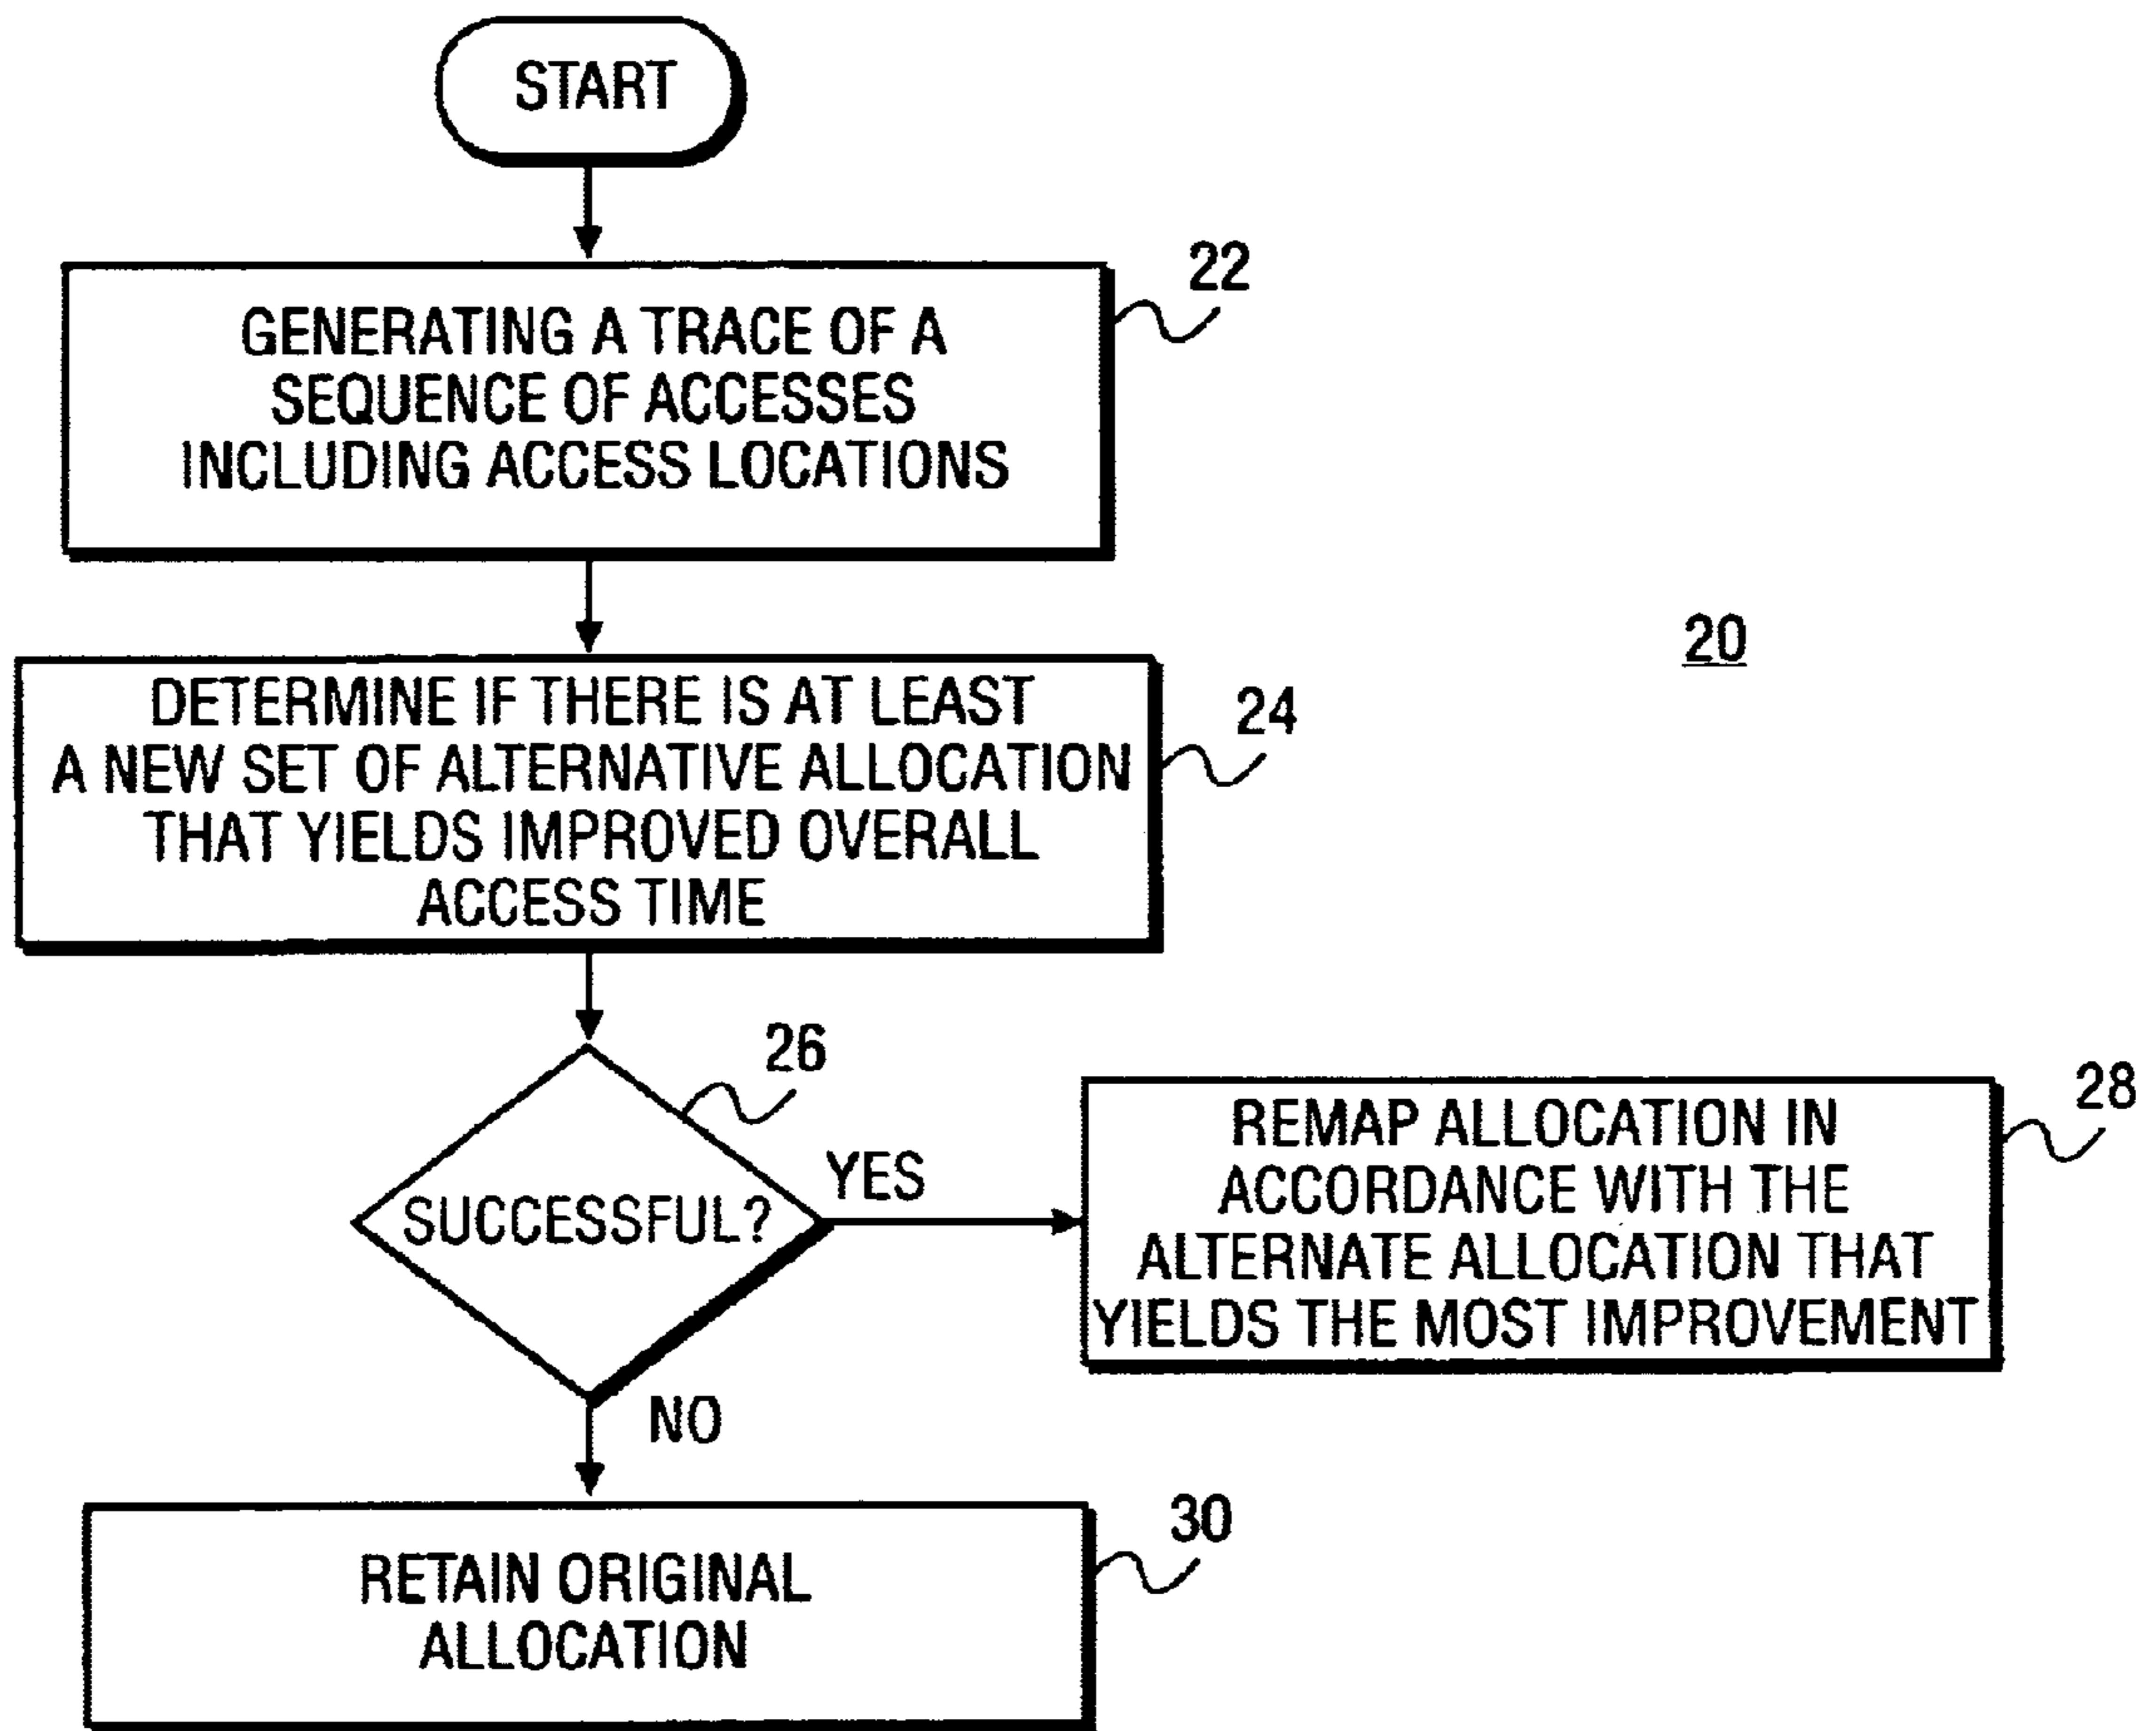 START
22
GENERATING A TRACE OF A
SEQUENCE OF ACCESSES
INCLUDING ACCESS LOCATIONS
20
24
DETERMINE IF THERE IS AT LEAST
A NEW SET OF ALTERNATIVE ALLOCATION
THAT YIELDS IMPROVED OVERALL
ACCESS TIME
26
SUCCESSFUL?
YES
28
REMAP ALLOCATION IN
ACCORDANCE WITH THE
ALTERNATE ALLOCATION THAT
YIELDS THE MOST IMPROVEMENT
NO
30
RETAIN ORIGINAL
ALLOCATION